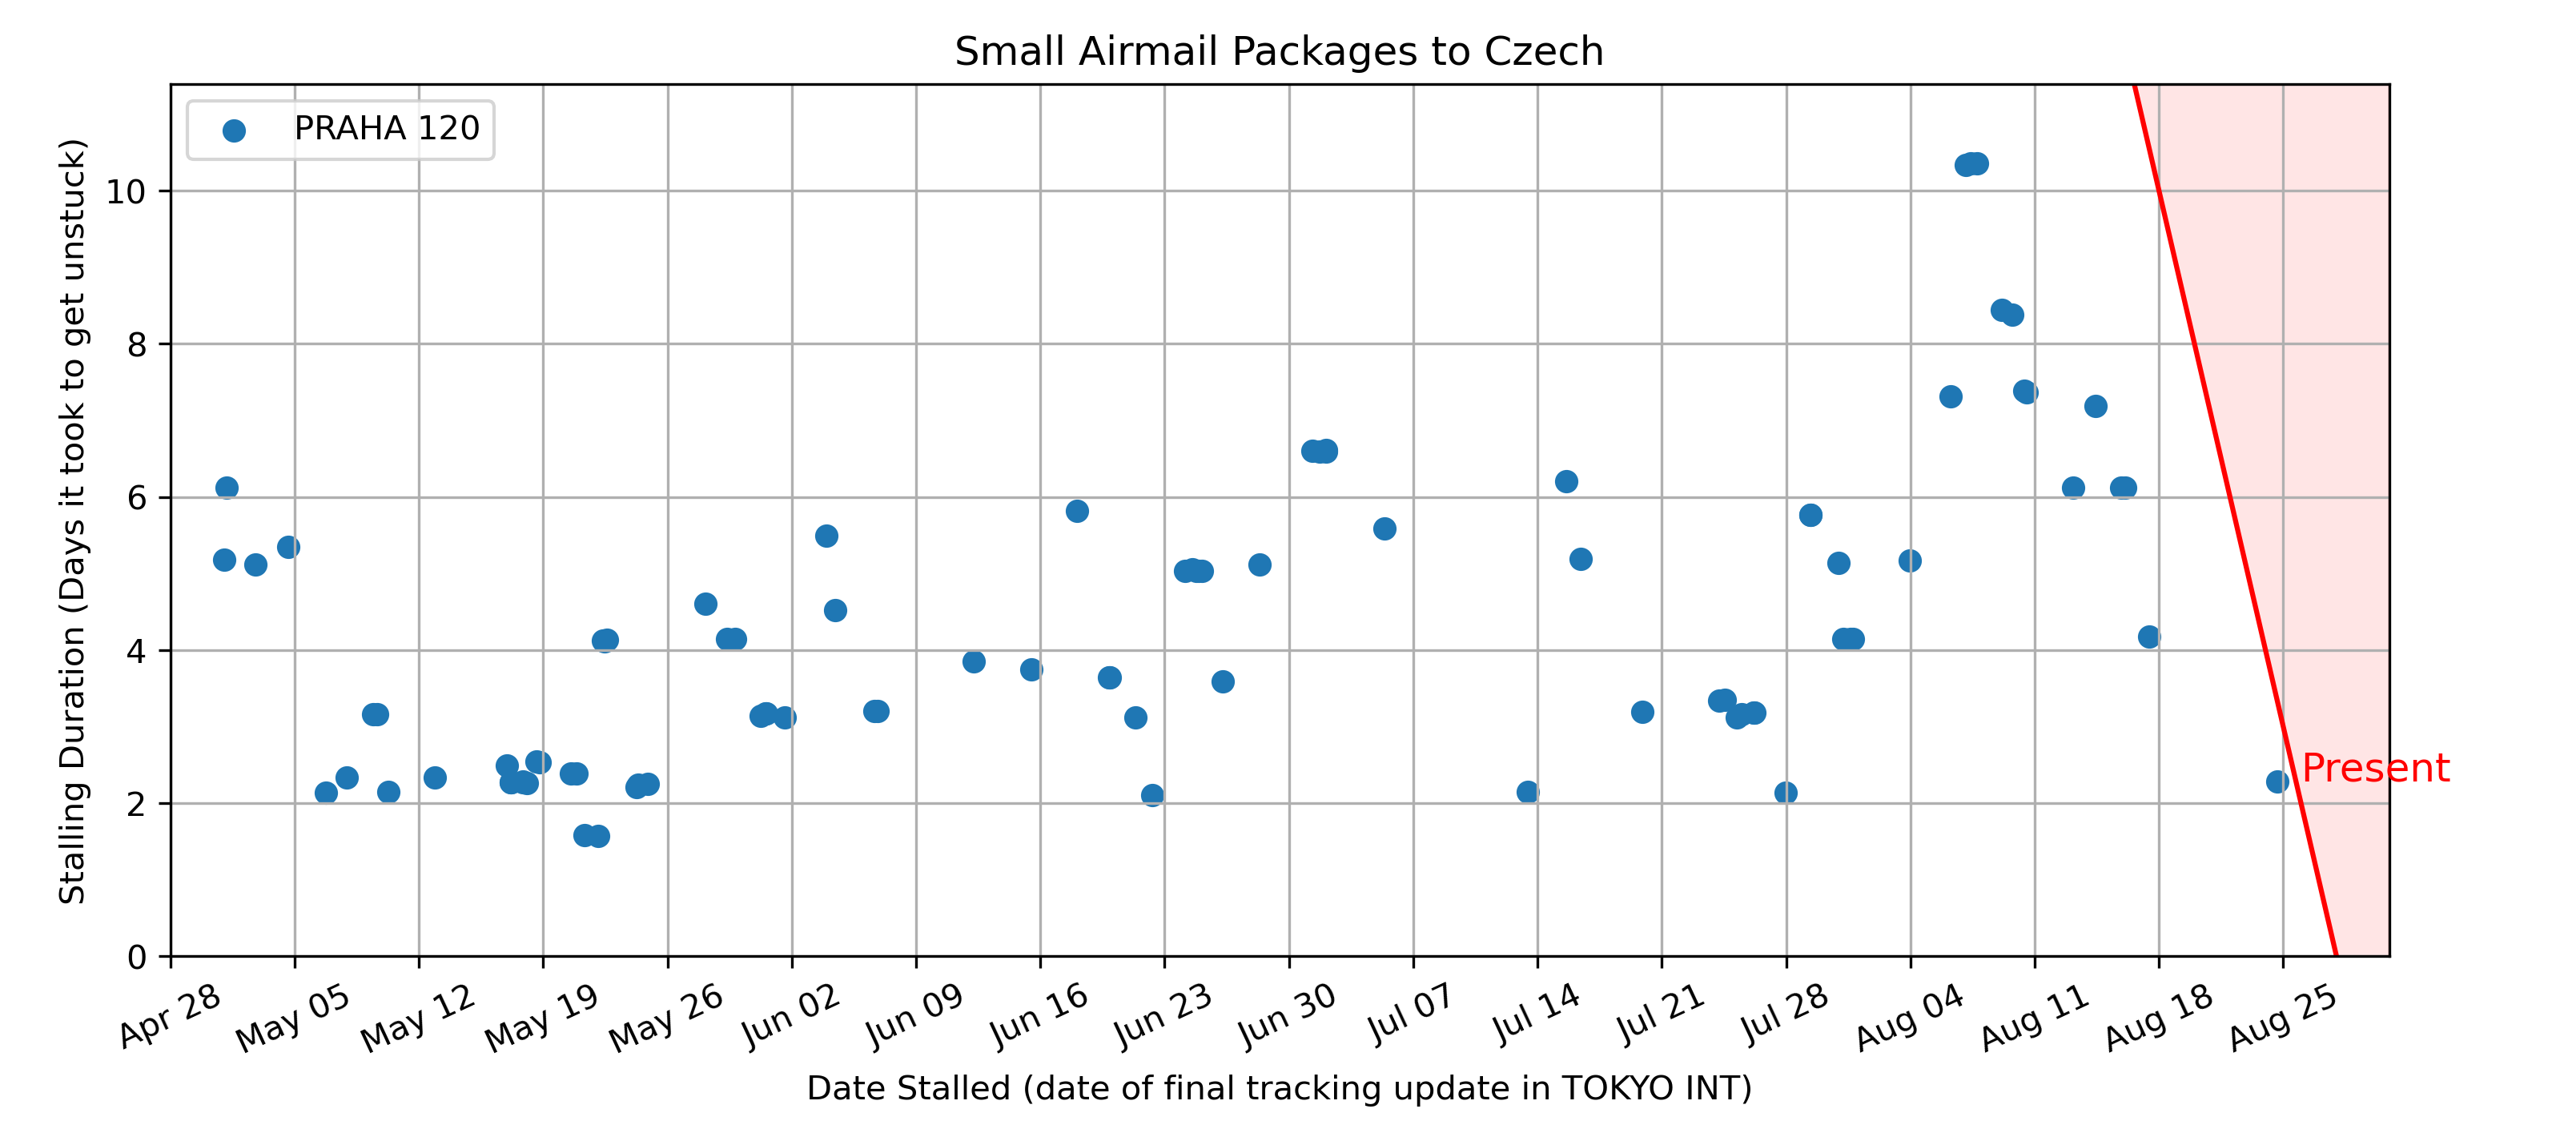 Small Airmail Packages to Czech
PRAHA 120
Stalling Duration (Days it took to get unstuck)
10
8
6
4
2
0
Present
Apr 28
May 05
May 12
May 19
May 26
Jun 02
Jun 09
Jun 16
Jun 23
Jun 30
Jul 07
Jul 14
Jul 21
Jul 28
Aug 04
Aug 11
Aug 18
Aug 25
Date Stalled (date of final tracking update in TOKYO INT)